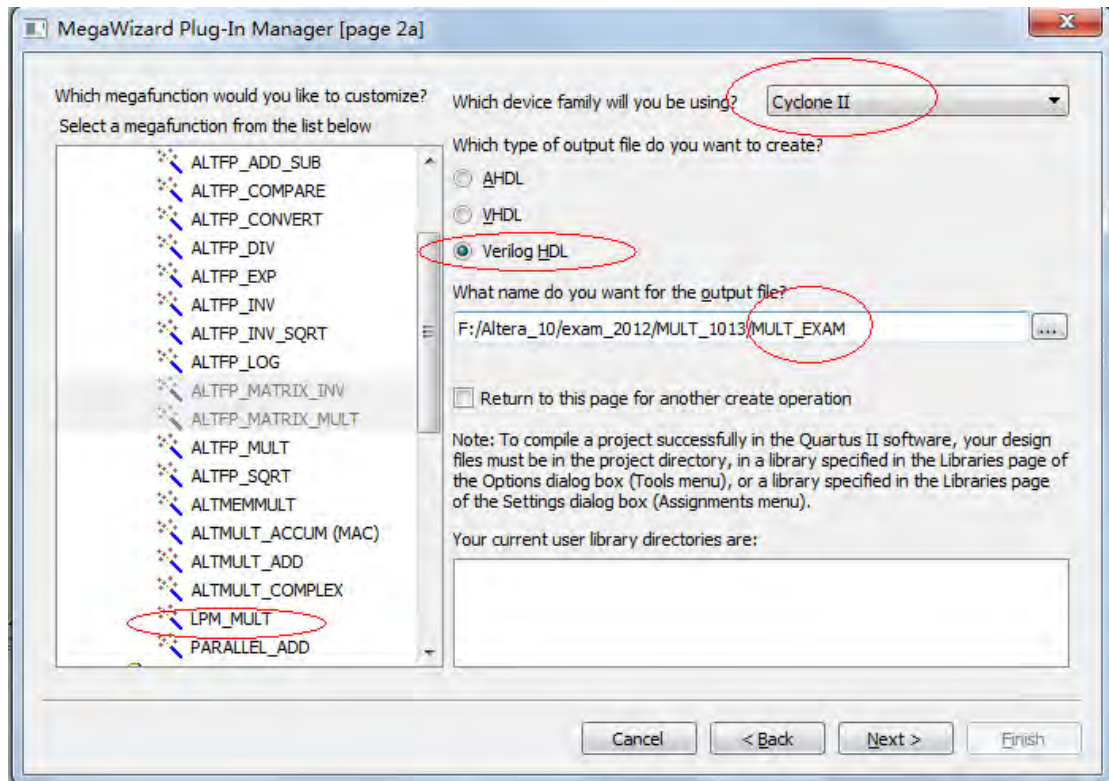 MegaWizard Plug-In Manager [page 2a]
Which megafunction would you like to customize?
Select a megafunction from the list below
ALTFP_ADD_SUB
ALTFP_COMPARE
ALTFP_CONVERT
ALTFP_DIV
ALTFP_EXP
ALTFP_INV
ALTFP_INV_SQRT
ALTFP_LOG
ALTFP_MATRIX_INV
ALTFP_MATRIX_MULT
ALTFP_MULT
ALTFP_SQRT
ALTMEMMULT
ALTMULT_ACCUM (MAC)
ALTMULT_ADD
ALTMULT_COMPLEX
LPM_MULT
PARALLEL_ADD
Which device family will you be using?
Cyclone II
Which type of output file do you want to create?
AHDL
VHDL
Verilog HDL
What name do you want for the output file?
F:/Altera_10/exam_2012/MULT_1013/MULT_EXAM
...
Return to this page for another create operation
Note: To compile a project successfully in the Quartus II software, your design
files must be in the project directory, in a library specified in the Libraries page of
the Options dialog box (Tools menu), or a library specified in the Libraries page
of the Settings dialog box (Assignments menu).
Your current user library directories are:
Cancel
< Back
Next >
Finish